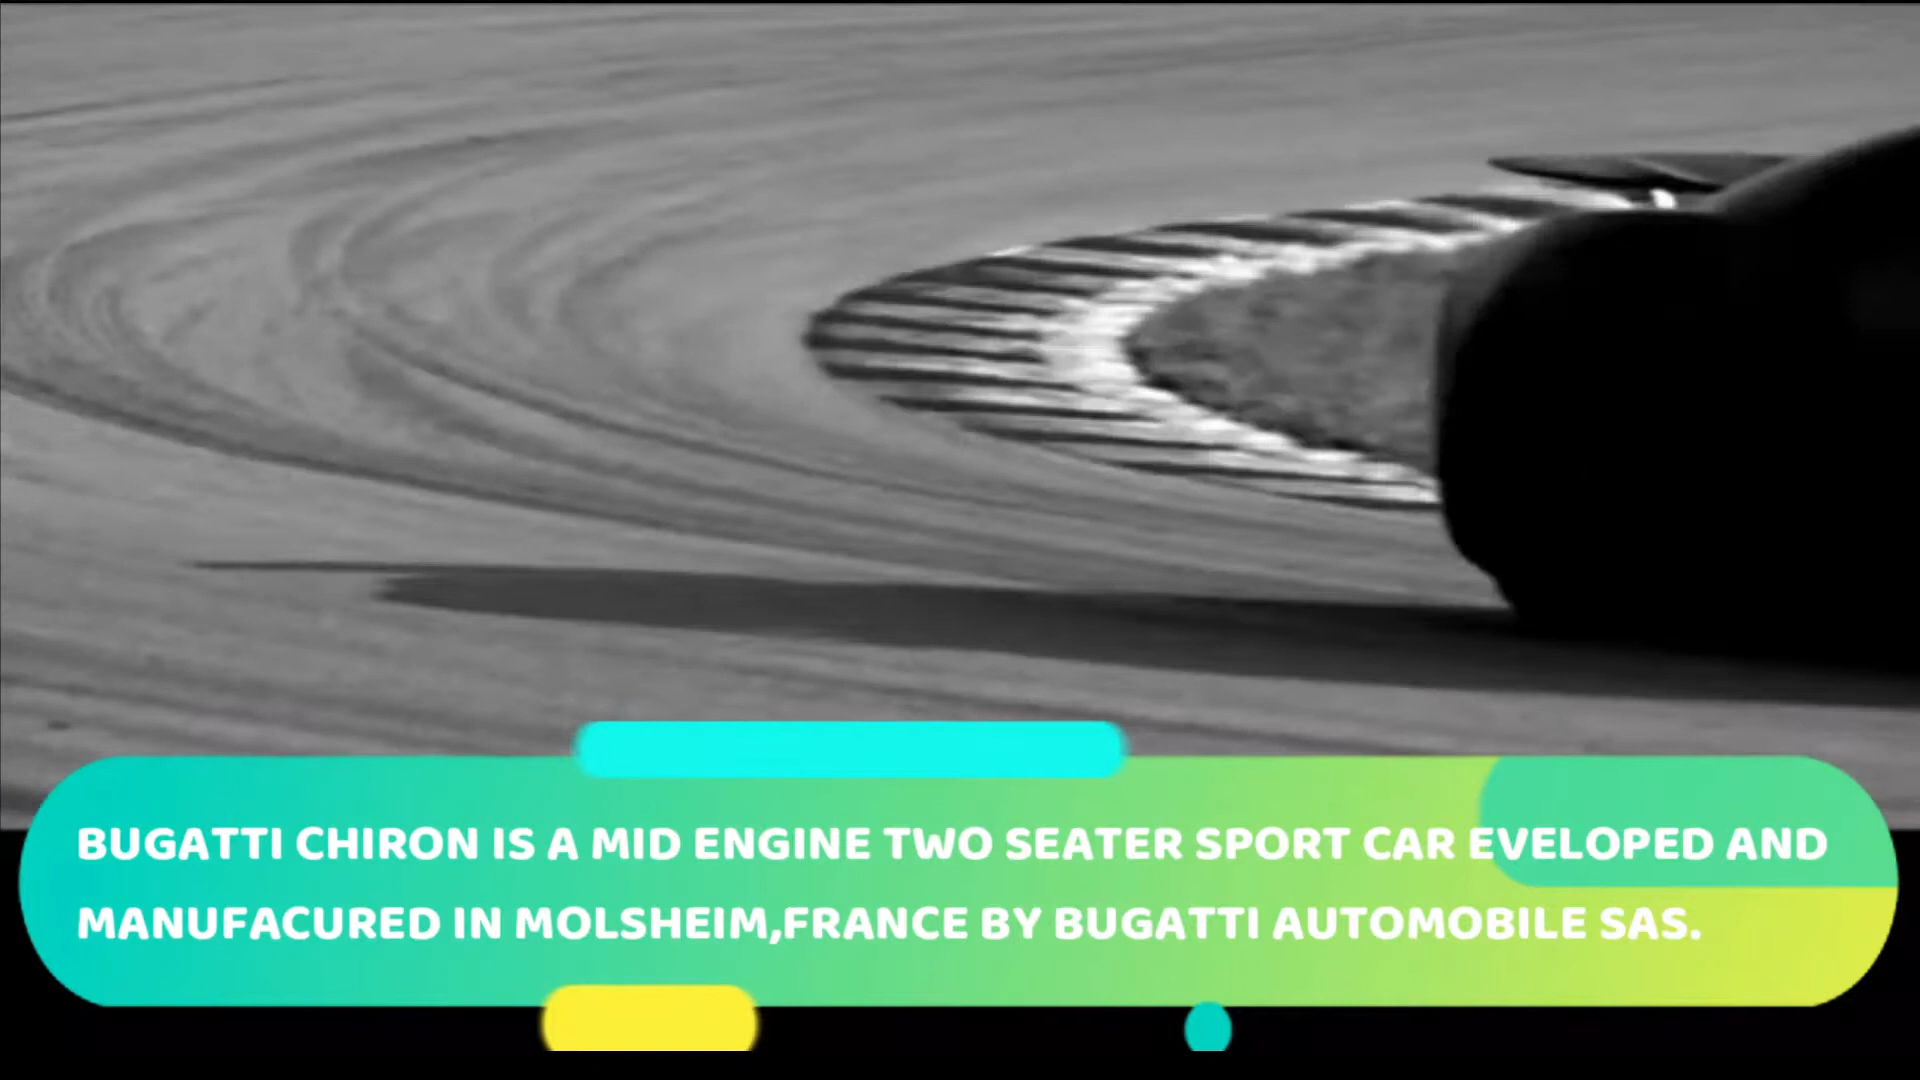 BUGATTI CHIRON IS A MID ENGINE TWO SEATER SPORT CAR EVELOPED AND
MANUFACURED IN MOLSHEIM,FRANCE BY BUGATTI AUTOMOBILE SAS.